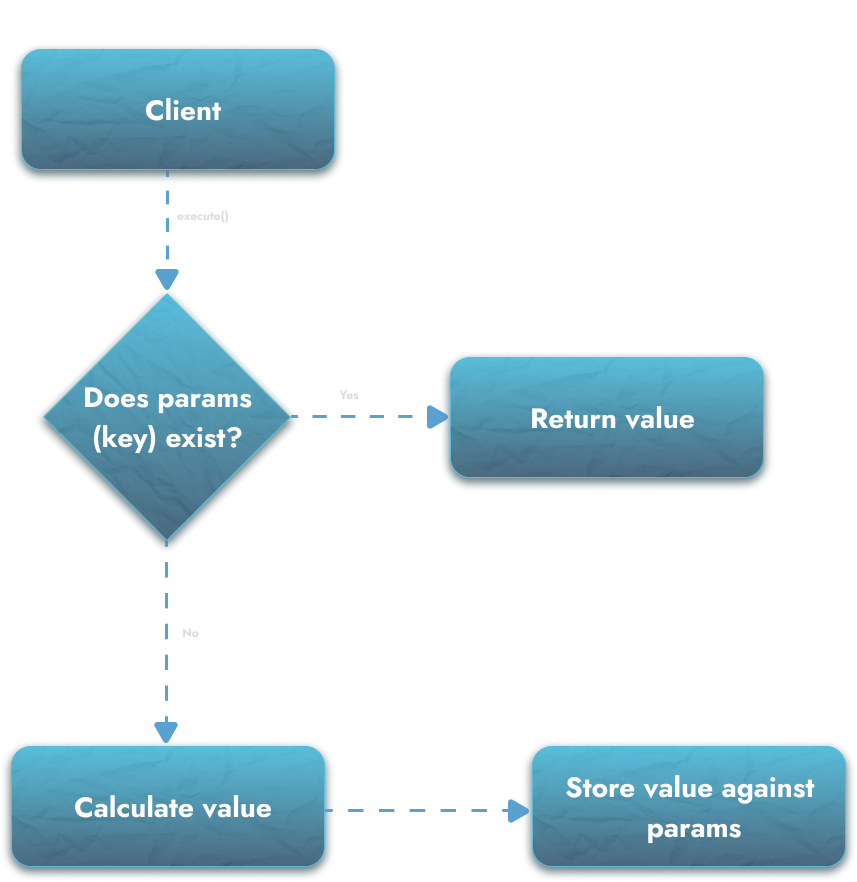 Client
execute()
Does params
(key) exist?
Yes
Return value
No
Calculate value
Store value against
params